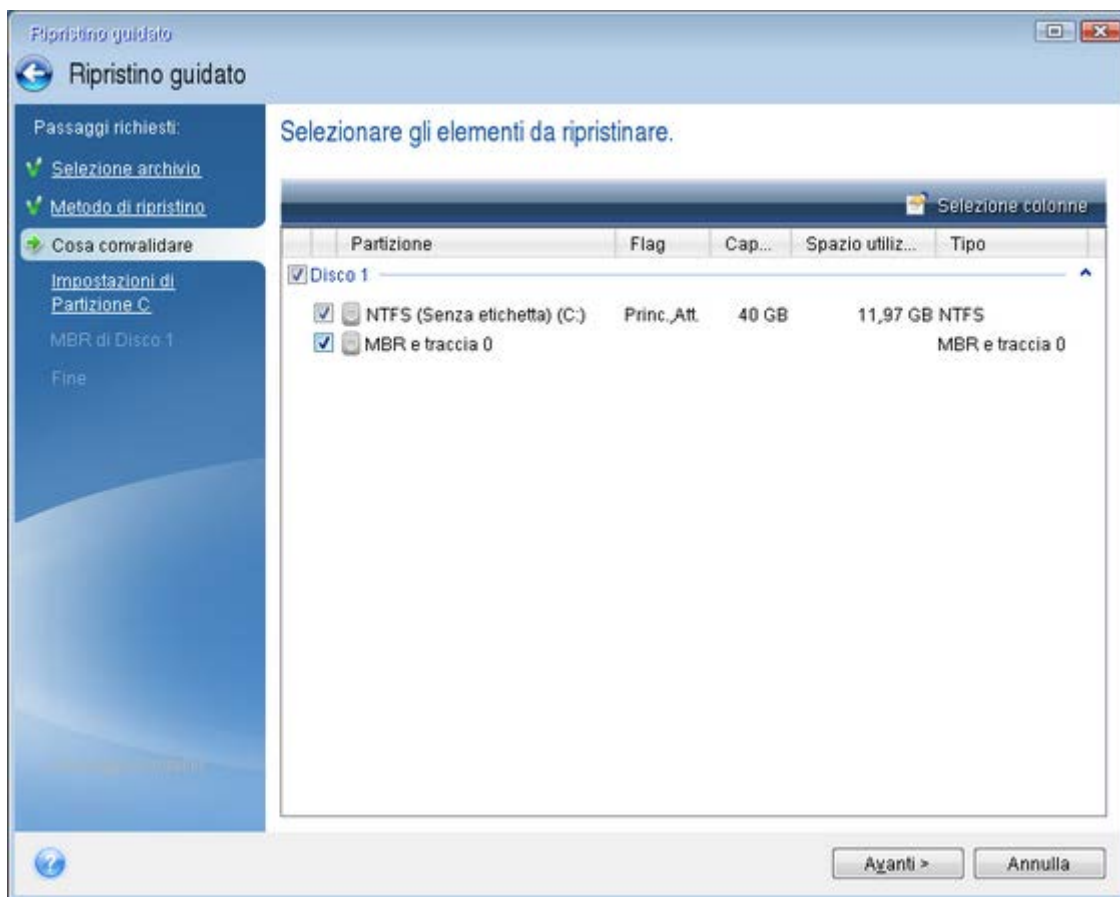 Ripristino guidato
Ripristino guidato
Passaggi richiesti:
Selezione archivio
Metodo di ripristino
Cosa convalidare
Impostazioni di
Partizione C
MBR di Disco 1
Fine
Selezionare gli elementi da ripristinare.
Selezione colonne
Partizione Flag Cap... Spazio utiliz... Tipo
Disco 1
NTFS (Senza etichetta) (C:) Princ.,Att. 40 GB 11,97 GB NTFS
MBR e traccia 0 MBR e traccia 0
Avanti > Annulla